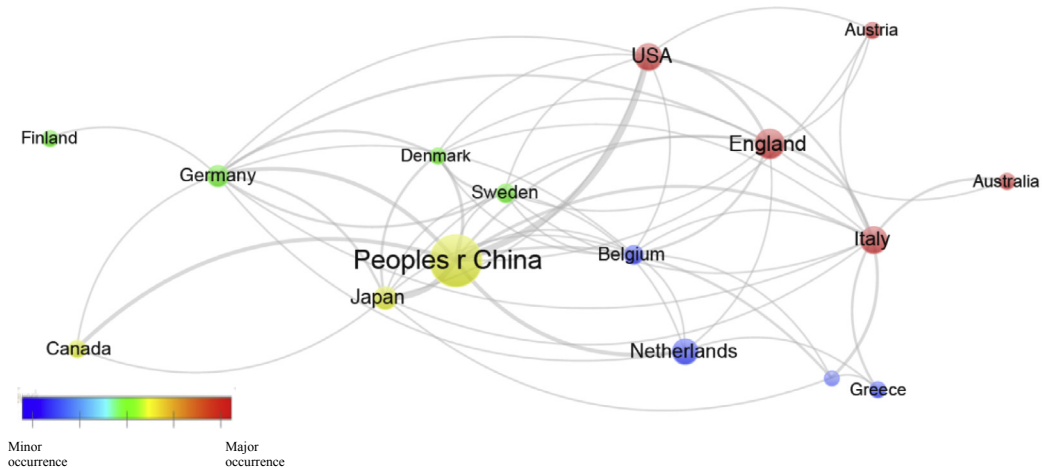 Austria
USA
Finland
England
Denmark
Germany
Sweden
Australia
Italy
Belgium
Peoples r China
Japan
Canada
Netherlands
Greece
Minor
occurrence
Major
occurrence